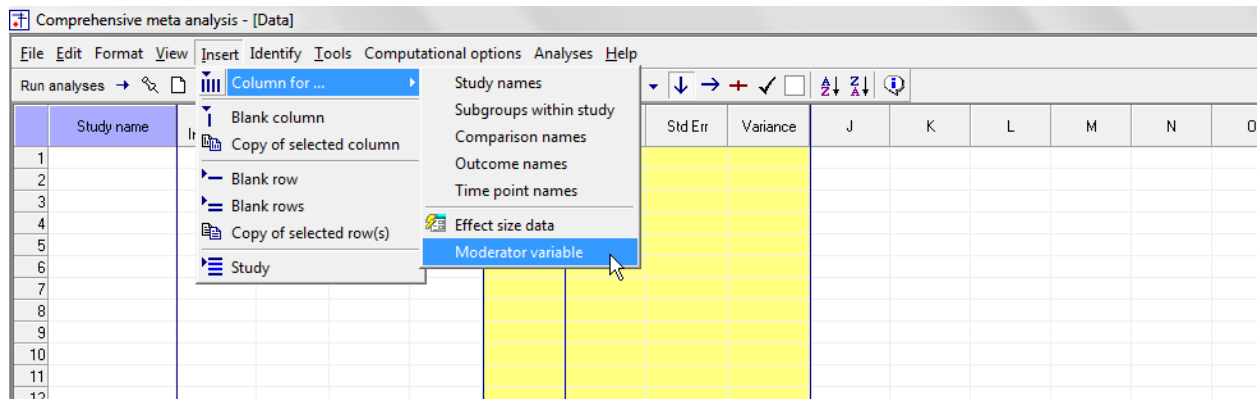 Comprehensive meta analysis - [Data]
File Edit Format View Insert Identify Tools Computational options Analyses Help
Run analyses
Column for ...
Blank column
Copy of selected column
Blank row
Blank rows
Copy of selected row(s)
Study
Study names
Subgroups within study
Comparison names
Outcome names
Time point names
Effect size data
Moderator variable
Study name Std Err Variance J K L M N
1
2
3
4
5
6
7
8
9
10
11
12